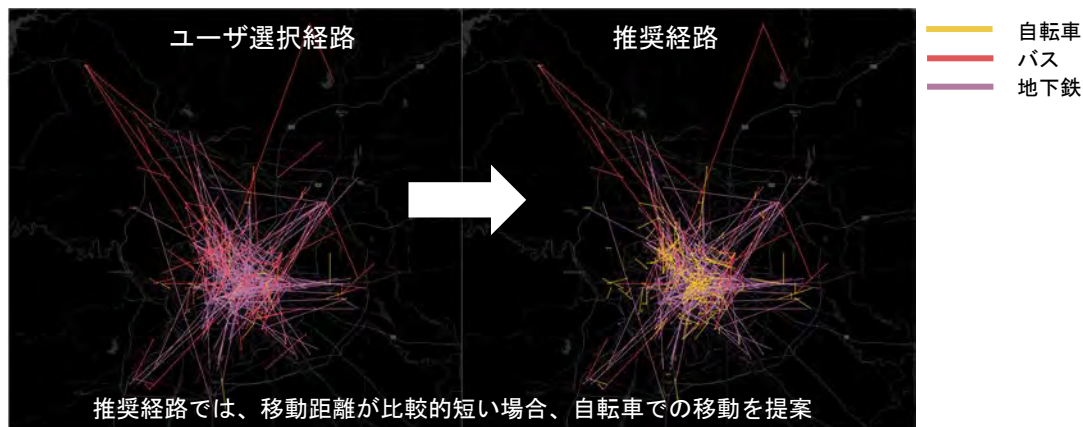 ユーザ選択経路
推奨経路
自転車
バス
地下鉄
推奨経路では、移動距離が比較的短い場合、自転車での移動を提案